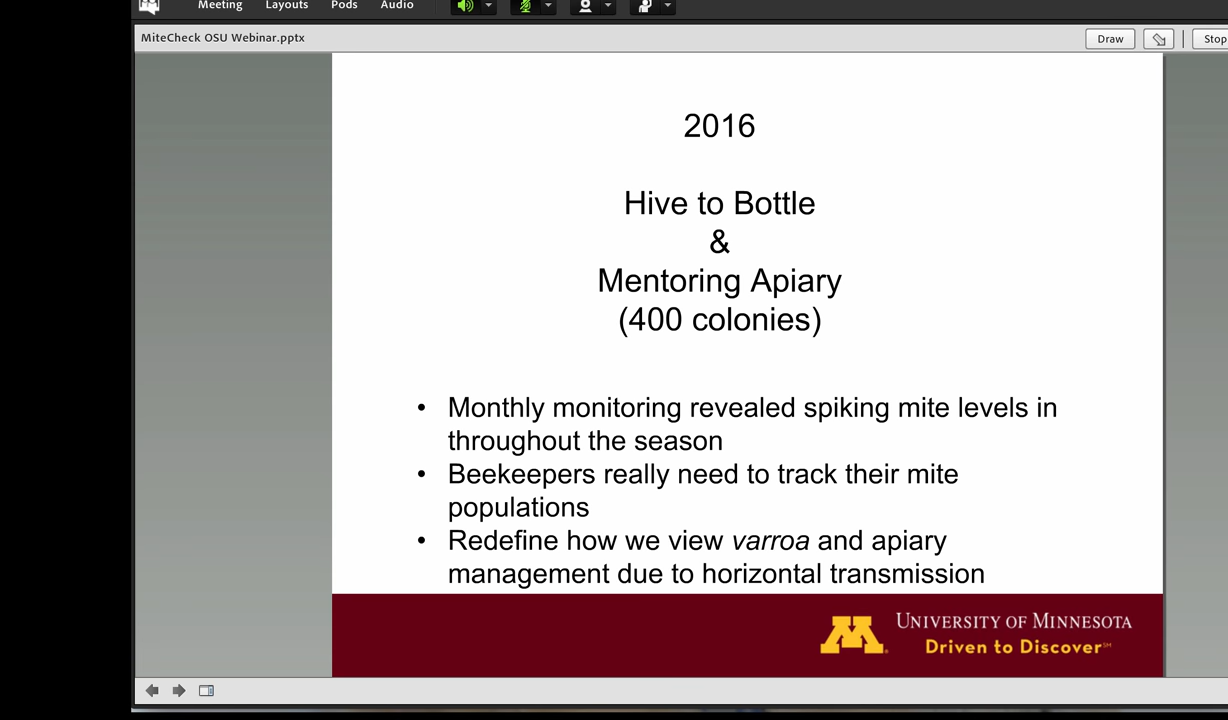 Meeting Layouts Pods Audio
MiteCheck OSU Webinar.pptx
Draw
Stop
2016
Hive to Bottle
&
Mentoring Apiary
(400 colonies)
• Monthly monitoring revealed spiking mite levels in
throughout the season
• Beekeepers really need to track their mite
populations
• Redefine how we view varroa and apiary
management due to horizontal transmission
M
UNIVERSITY OF MINNESOTA
Driven to Discover℠